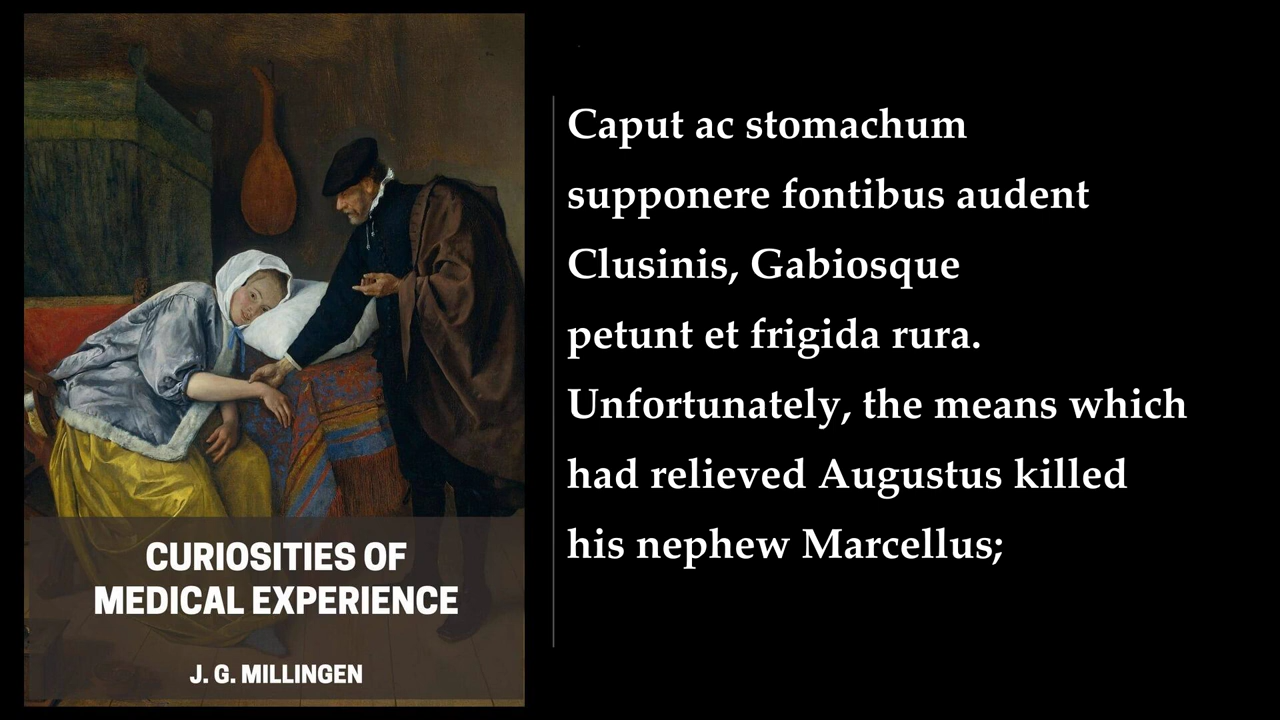 CURIOSITIES OF
MEDICAL EXPERIENCE
J. G. MILLINGEN
Caput ac stomachum
supponere fontibus audent
Clusinis, Gabiosque
petunt et frigida rura.
Unfortunately, the means which
had relieved Augustus killed
his nephew Marcellus;